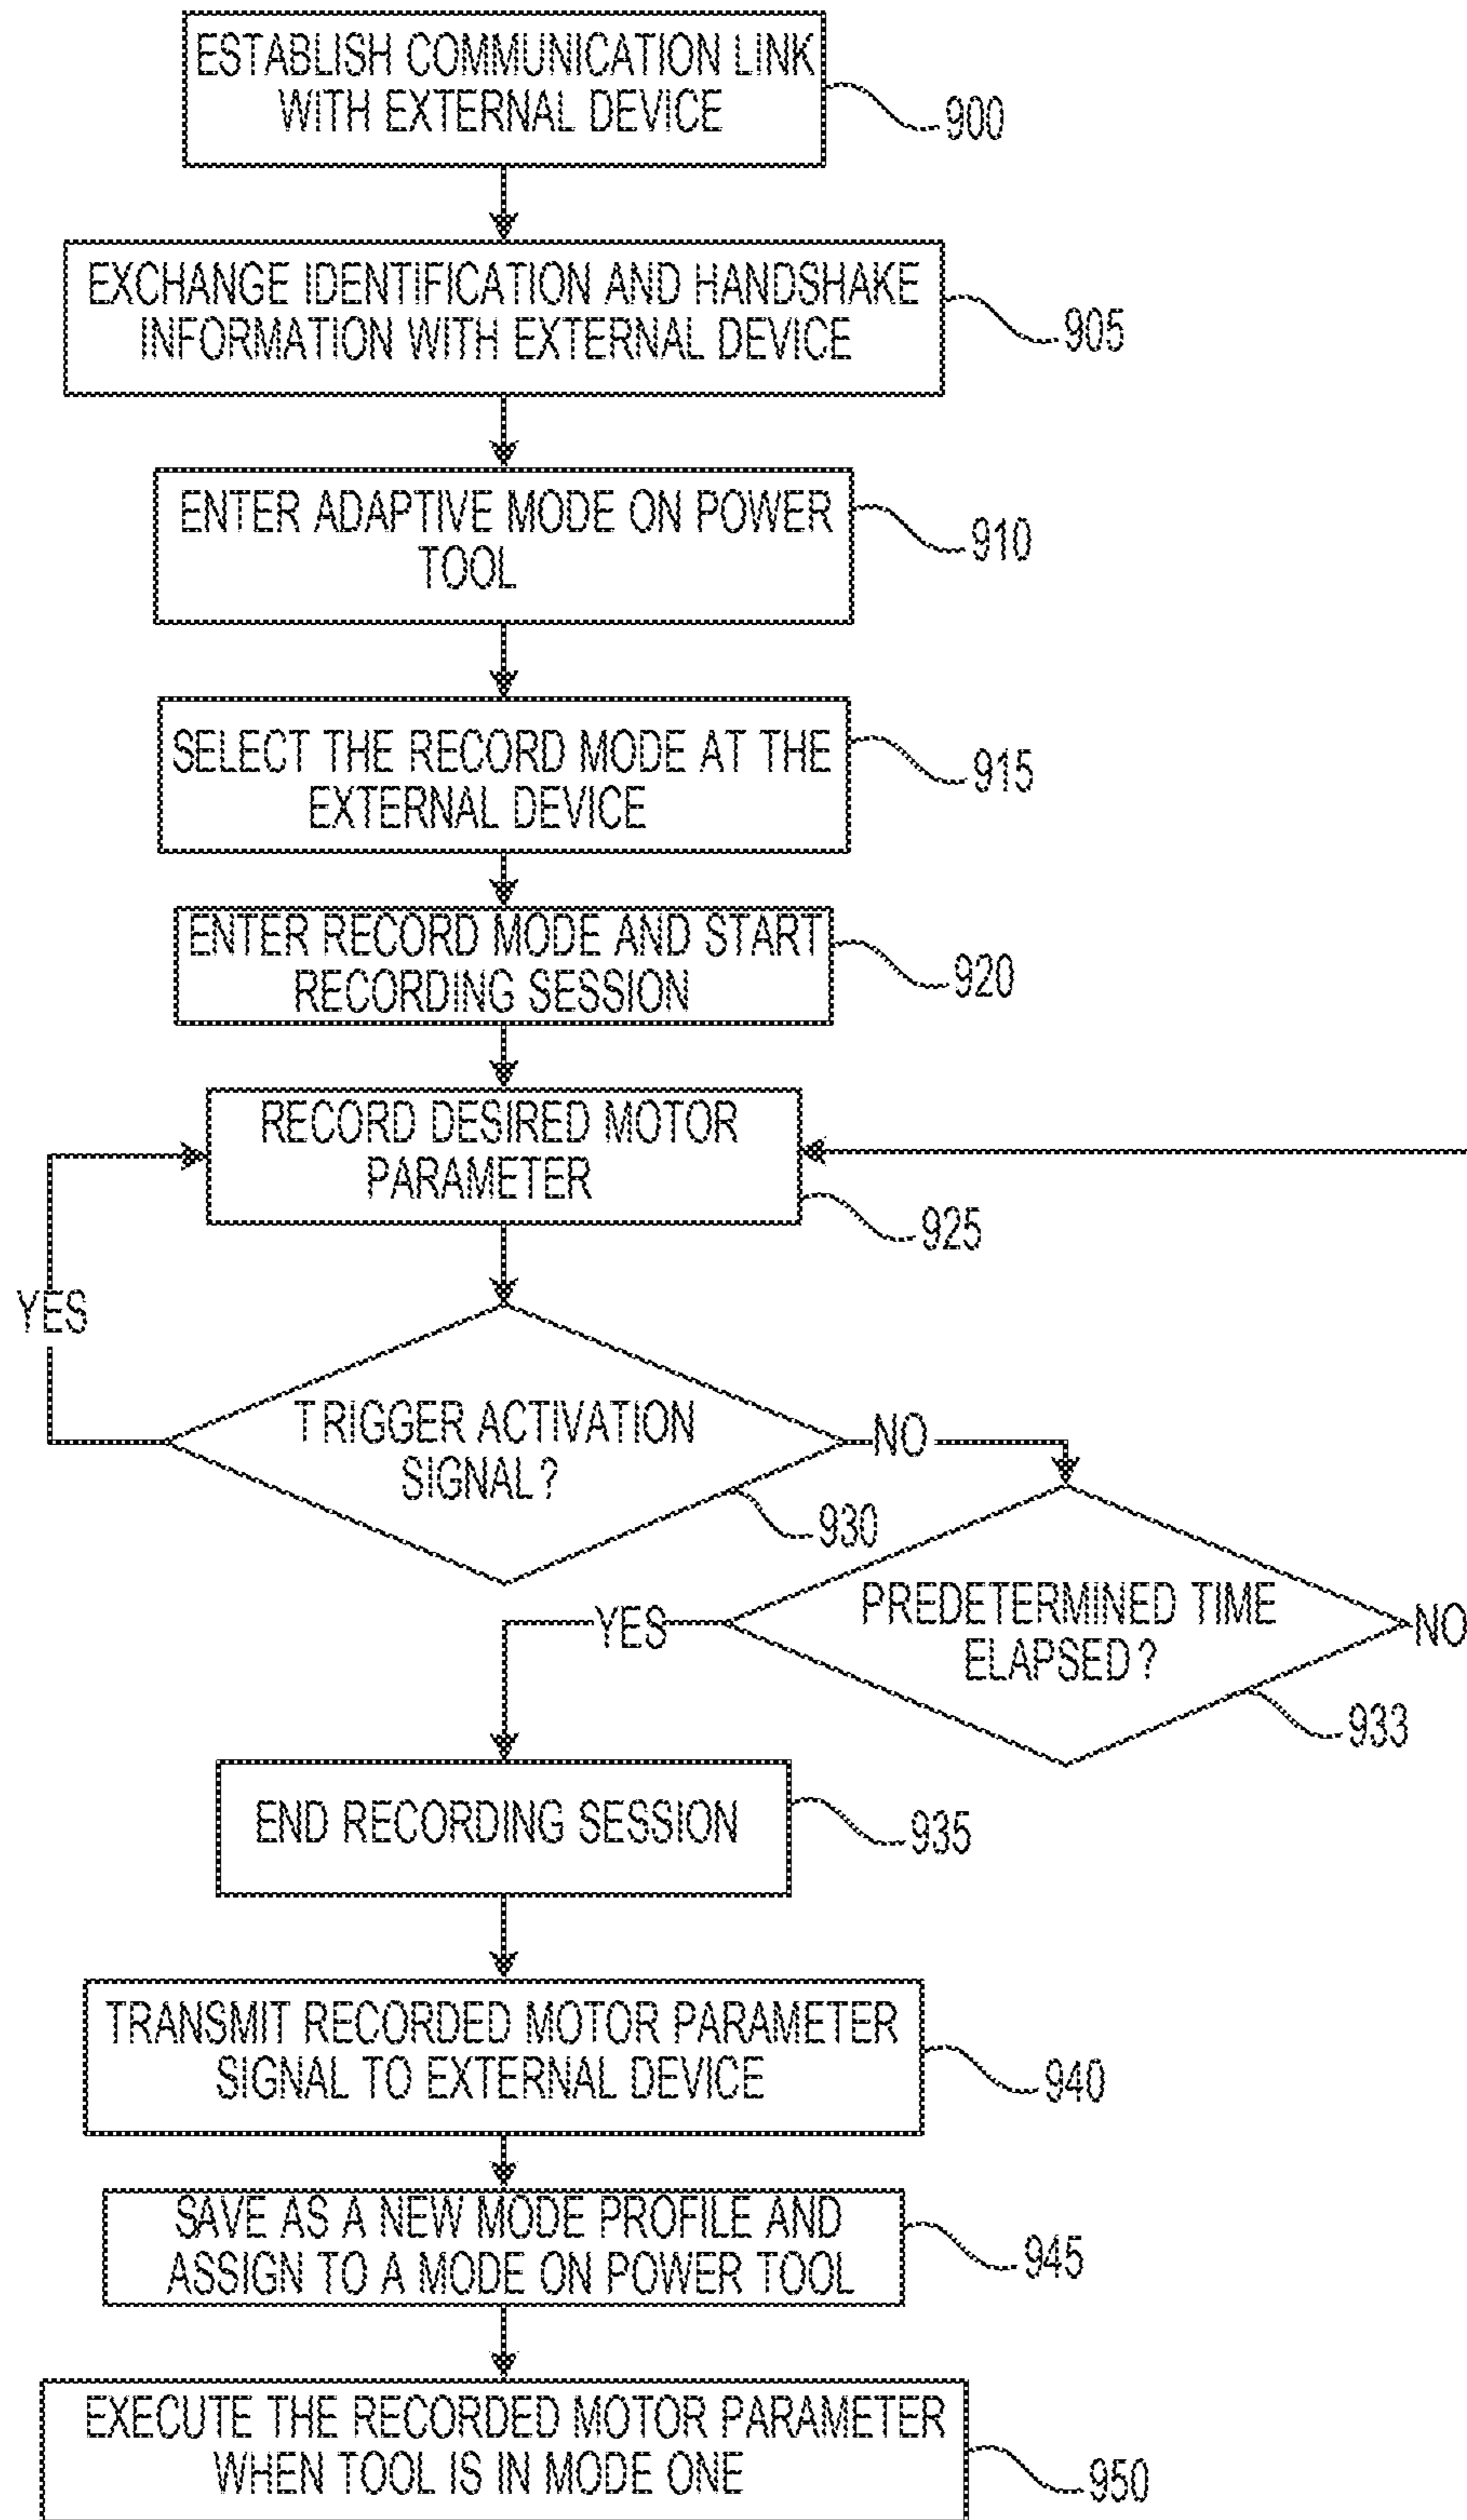 ESTABLISH COMMUNICATION LINK
WITH EXTERNAL DEVICE
900
EXCHANGE IDENTIFICATION AND HANDSHAKE
INFORMATION WITH EXTERNAL DEVICE
905
ENTER ADAPTIVE MODE ON POWER
TOOL
910
SELECT THE RECORD MODE AT THE
EXTERNAL DEVICE
915
ENTER RECORD MODE AND START
RECORDING SESSION
920
RECORD DESIRED MOTOR
PARAMETER
925
YES
TRIGGER ACTIVATION
SIGNAL?
NO
930
PREDETERMINED TIME
ELAPSED?
YES
NO
933
END RECORDING SESSION
935
TRANSMIT RECORDED MOTOR PARAMETER
SIGNAL TO EXTERNAL DEVICE
940
SAVE AS A NEW MODE PROFILE AND
ASSIGN TO A MODE ON POWER TOOL
945
EXECUTE THE RECORDED MOTOR PARAMETER
WHEN TOOL IS IN MODE ONE
950